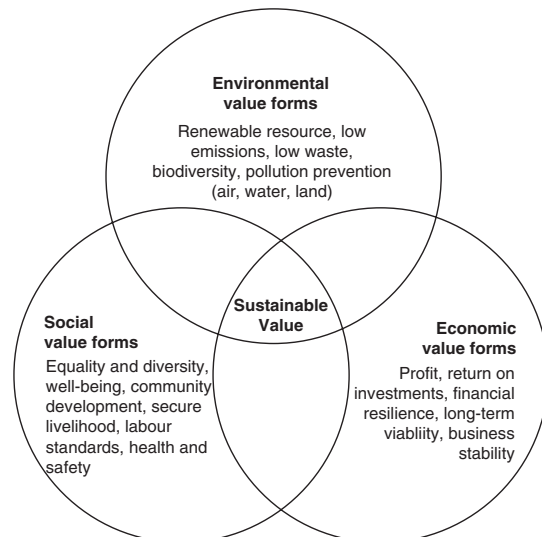 Environmental
value forms
Renewable resource, low
emissions, low waste,
biodiversity, pollution prevention
(air, water, land)
Sustainable
Value
Social
value forms
Equality and diversity,
well-being, community
development, secure
livelihood, labour
standards, health and
safety
Economic
value forms
Profit, return on
investments, financial
resilience, long-term
viabliity, business
stability